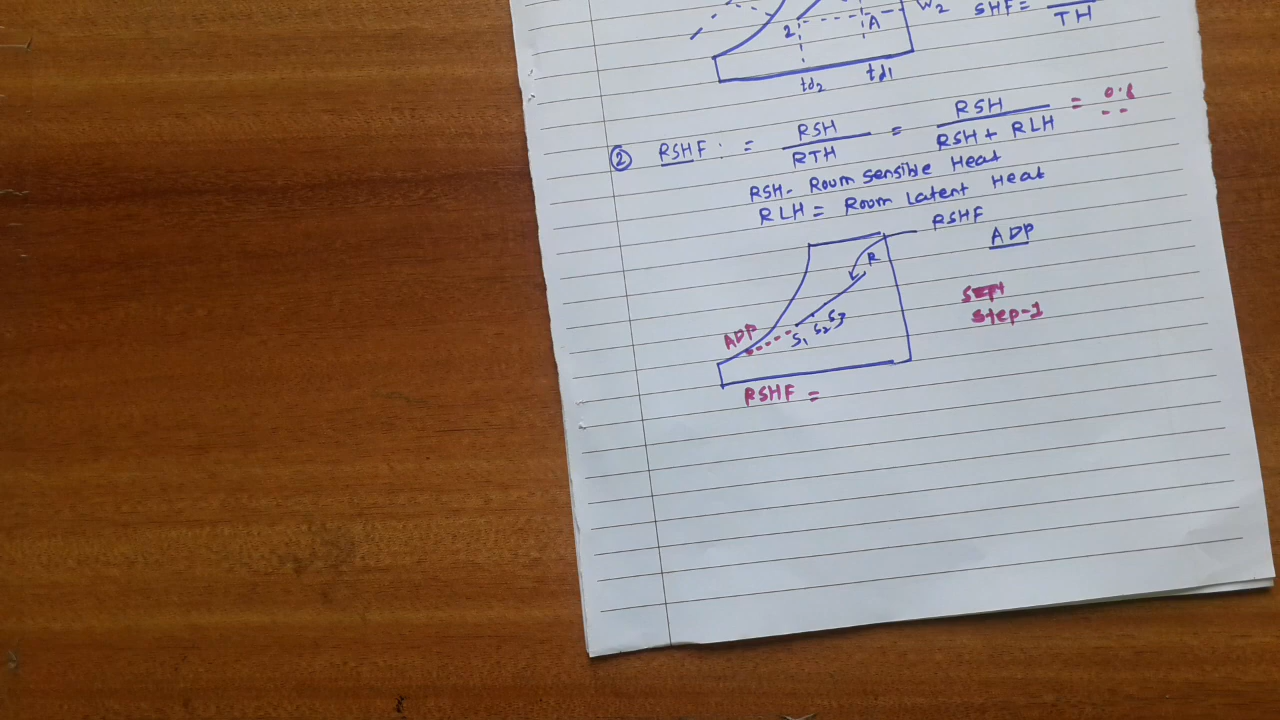 2 A W2 SHF = TH
td2 td1
② RSHF : = RSH / RTH = RSH / RSH + RLH = 0.8
RSH - Room Sensible Heat
RLH = Room Latent Heat
RSHF
ADP
R
ADP S1 S2 S3
Step-1
RSHF =